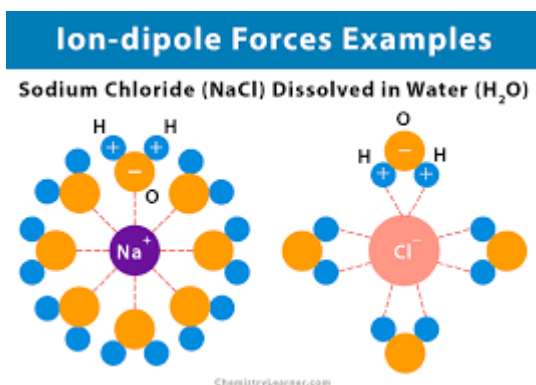 Ion-dipole Forces Examples
Sodium Chloride (NaCl) Dissolved in Water (H₂O)
H H
+ +
−
O
Na⁺
O
−
H H
+ +
Cl⁻
ChemistryLearner.com